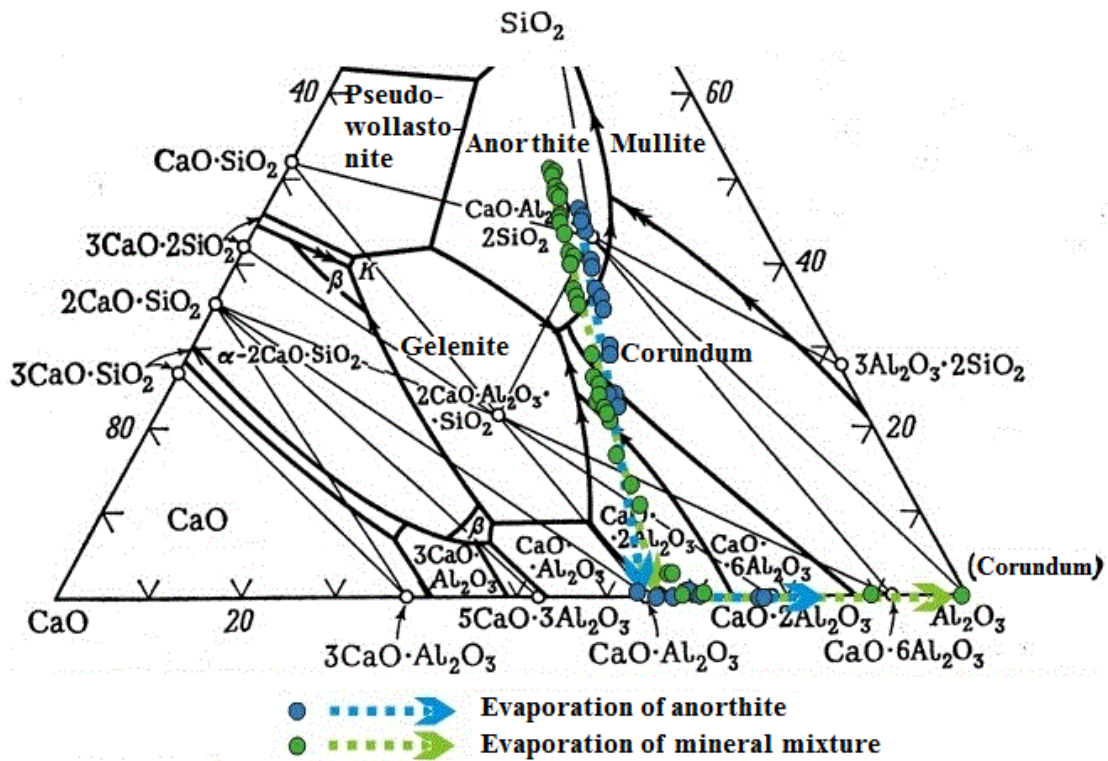 SiO2
40
Pseudo-
wollasto-
nite
Anorthite
Mullite
60
CaO·SiO2
CaO·Al2
2SiO2
3CaO·2SiO2
β
K
40
2CaO·SiO2
α-2CaO·SiO2
Gelenite
Corundum
3CaO·SiO2
3Al2O3·2SiO2
2CaO·Al2O3·
·SiO2
80
20
CaO
β
3CaO·
Al2O3
CaO·
·Al2O3
CaO·
·2Al2O3
CaO·
·6Al2O3
(Corundum)
CaO
20
5CaO·3Al2O3
CaO·2Al2O3
Al2O3
3CaO·Al2O3
CaO·Al2O3
CaO·6Al2O3
Evaporation of anorthite
Evaporation of mineral mixture